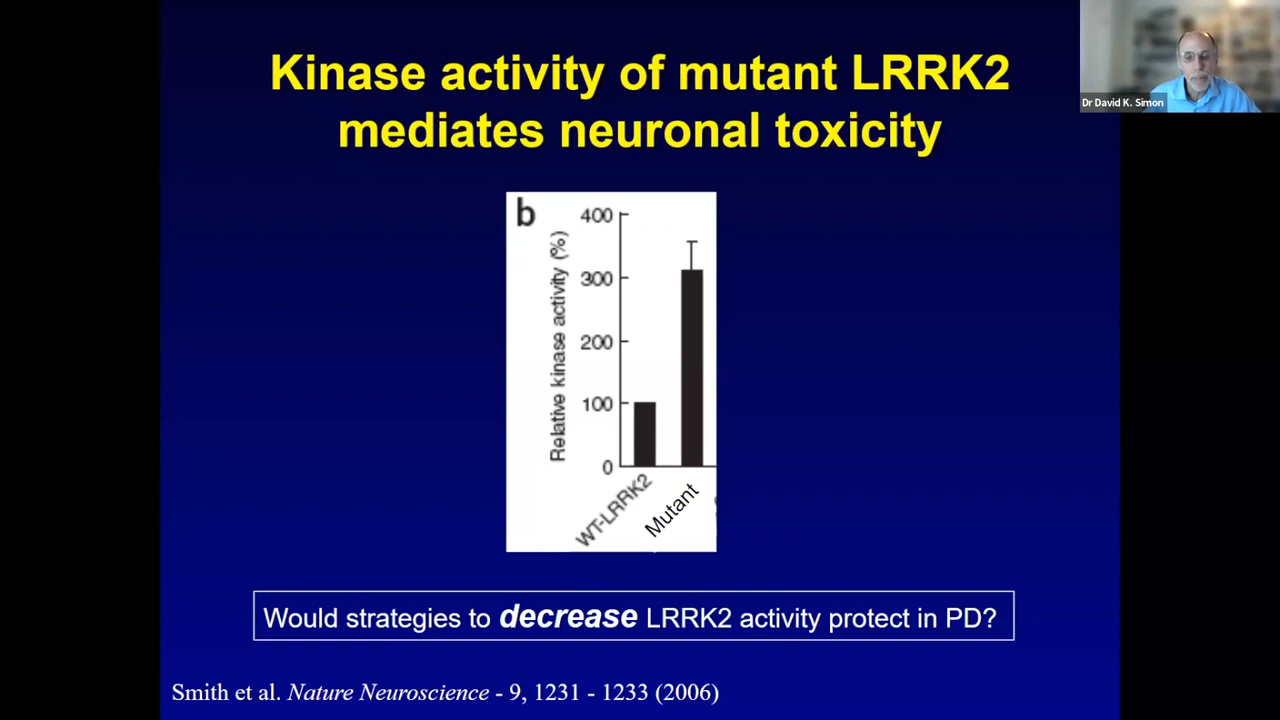 Kinase activity of mutant LRRK2
mediates neuronal toxicity
Dr David K. Simon
b
Relative kinase activity (%)
400
300
200
100
0
WT-LRRK2
Mutant
Would strategies to decrease LRRK2 activity protect in PD?
Smith et al. Nature Neuroscience - 9, 1231 - 1233 (2006)